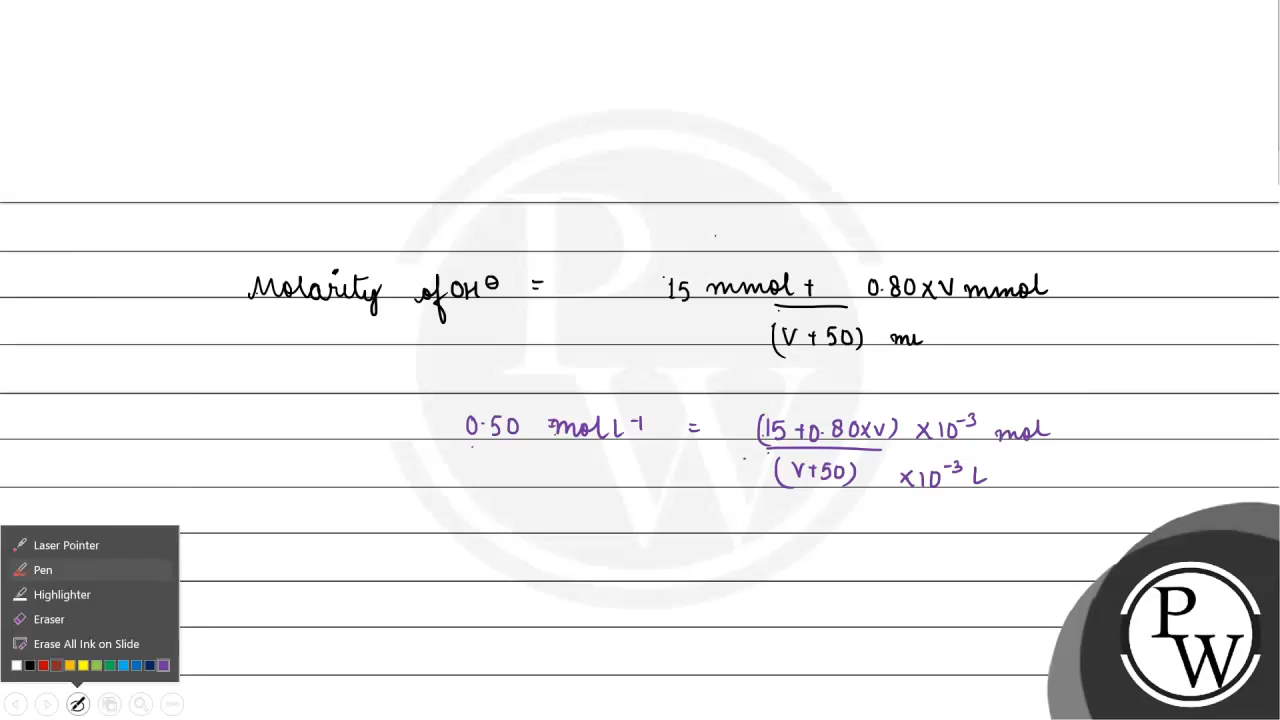 Molarity of OH⊖ = 15 mmol + 0.80 x V mmol
(V + 50) mL
0.50 mol L⁻¹ = (15 + 0.80 x V) x 10⁻³ mol
(V + 50) x 10⁻³ L
Laser Pointer
Pen
Highlighter
Eraser
Erase All Ink on Slide
P
W
P
W